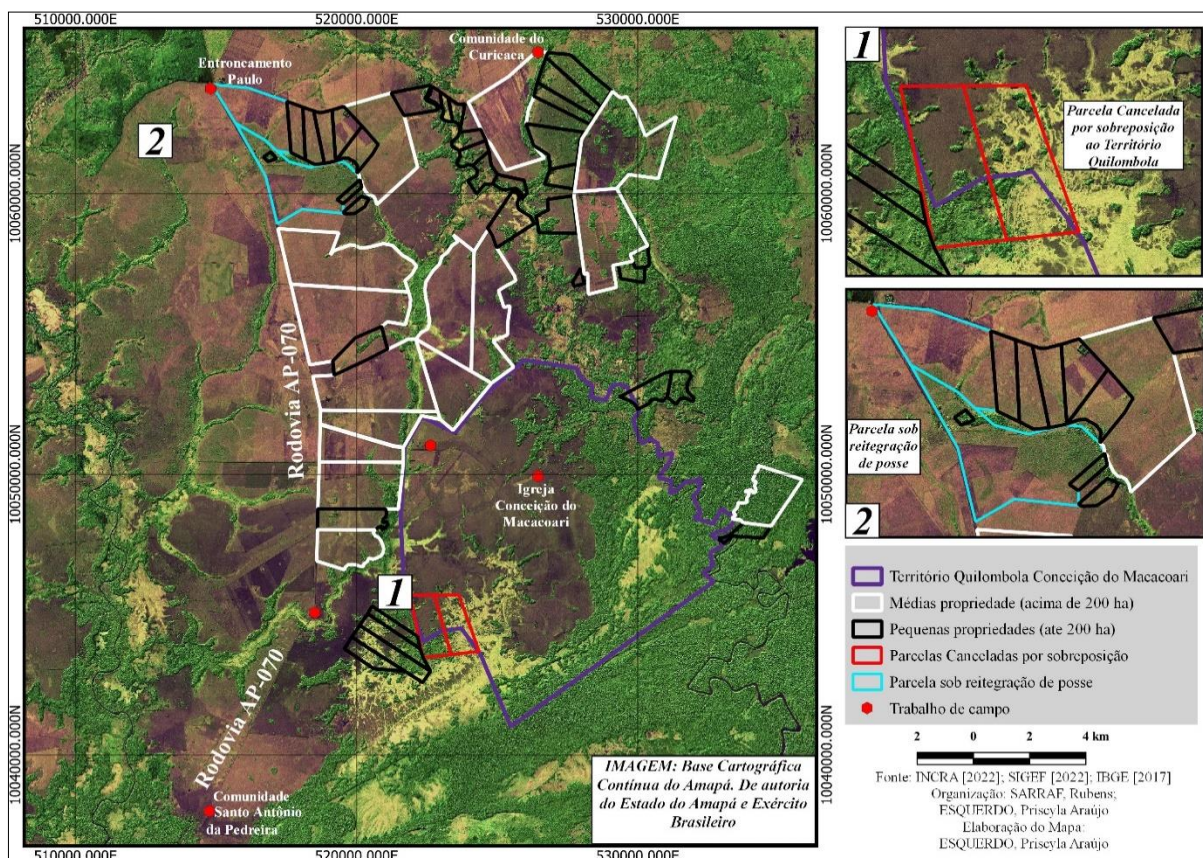 510000.000E
520000.000E
530000.000E
Comunidade do
Curicaca
Entroncamento
Paulo
2
10060000.000N
10060000.000N
Rodovia AP-070
10050000.000N
10050000.000N
Igreja
Conceição do
Macacoari
1
Rodovia AP-070
10040000.000N
10040000.000N
Comunidade
Santo Antônio
da Pedreira
IMAGEM: Base Cartográfica
Contínua do Amapá. De autoria
do Estado do Amapá e Exército
Brasileiro
510000.000E
520000.000E
530000.000E
1
Parcela Cancelada
por sobreposição
ao Território
Quilombola
Parcela sob
reitegração
de posse
2
Território Quilombola Conceição do Macacoari
Médias propriedade (acima de 200 ha)
Pequenas propriedades (ate 200 ha)
Parcelas Canceladas por sobreposição
Parcela sob reitegração de posse
Trabalho de campo
2 0 2 4 km
Fonte: INCRA [2022]; SIGEF [2022]; IBGE [2017]
Organização: SARRAF, Rubens;
ESQUERDO, Priscyla Araújo
Elaboração do Mapa:
ESQUERDO, Priscyla Araújo